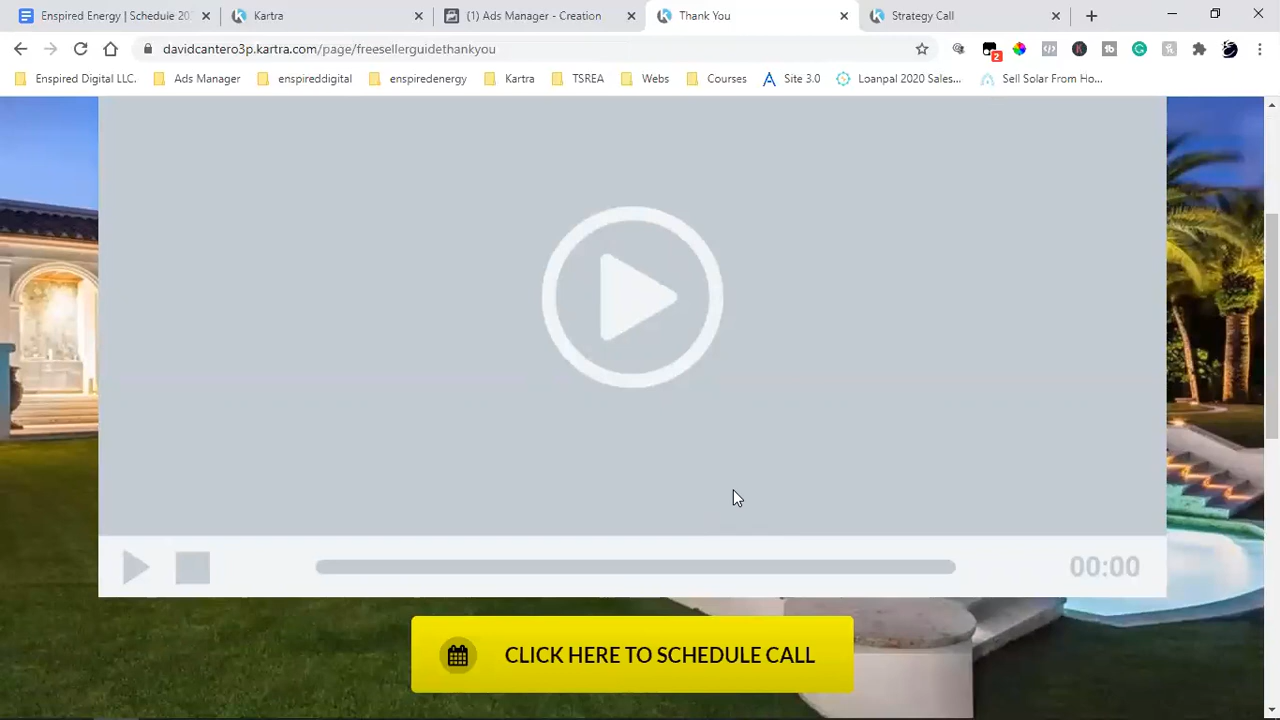 Enspired Energy | Schedule 20
Kartra
(1) Ads Manager - Creation
Thank You
Strategy Call
davidcantero3p.kartra.com/page/freesellerguidethankyou
2
Enspired Digital LLC.
Ads Manager
enspireddigital
enspiredenergy
Kartra
TSREA
Webs
Courses
Site 3.0
Loanpal 2020 Sales...
Sell Solar From Ho...
00:00
CLICK HERE TO SCHEDULE CALL